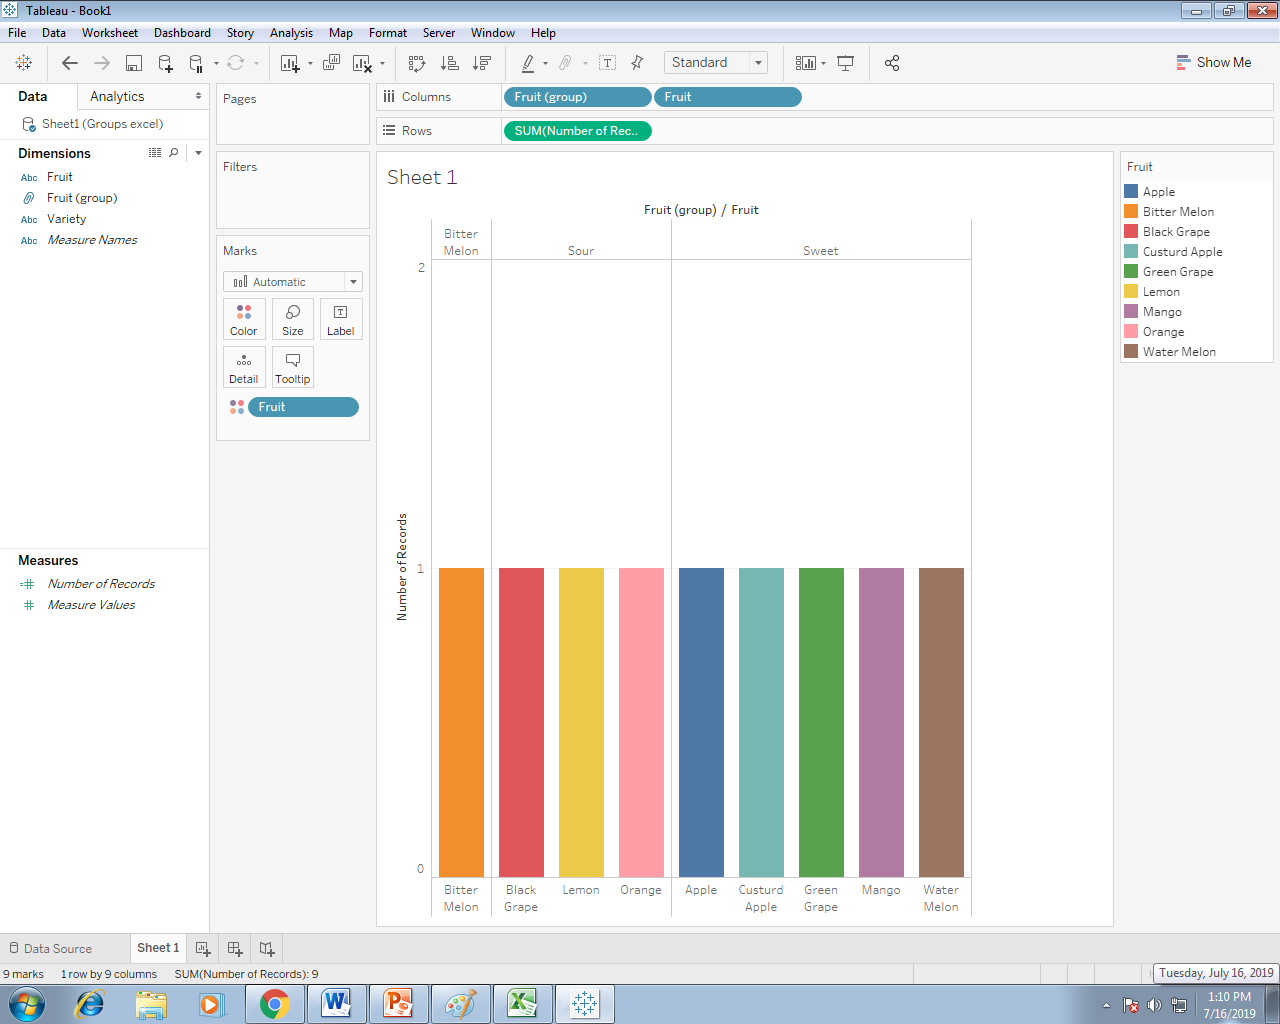 Tableau - Book1
File Data Worksheet Dashboard Story Analysis Map Format Server Window Help
Standard
Show Me
Data Analytics
Sheet1 (Groups excel)
Dimensions
Abc Fruit
Fruit (group)
Abc Variety
Abc Measure Names
Measures
Number of Records
Measure Values
Pages
Filters
Marks
Automatic
Color Size Label
Detail Tooltip
Fruit
Columns Fruit (group) Fruit
Rows SUM(Number of Rec..
Sheet 1
Fruit (group) / Fruit
Bitter
Melon Sour Sweet
2
1
0
Number of Records
Bitter Black Lemon Orange Apple Custurd Green Mango Water
Melon Grape Apple Grape Melon
Fruit
Apple
Bitter Melon
Black Grape
Custurd Apple
Green Grape
Lemon
Mango
Orange
Water Melon
Data Source Sheet 1
9 marks 1 row by 9 columns SUM(Number of Records): 9
Tuesday, July 16, 2019
1:10 PM
7/16/2019